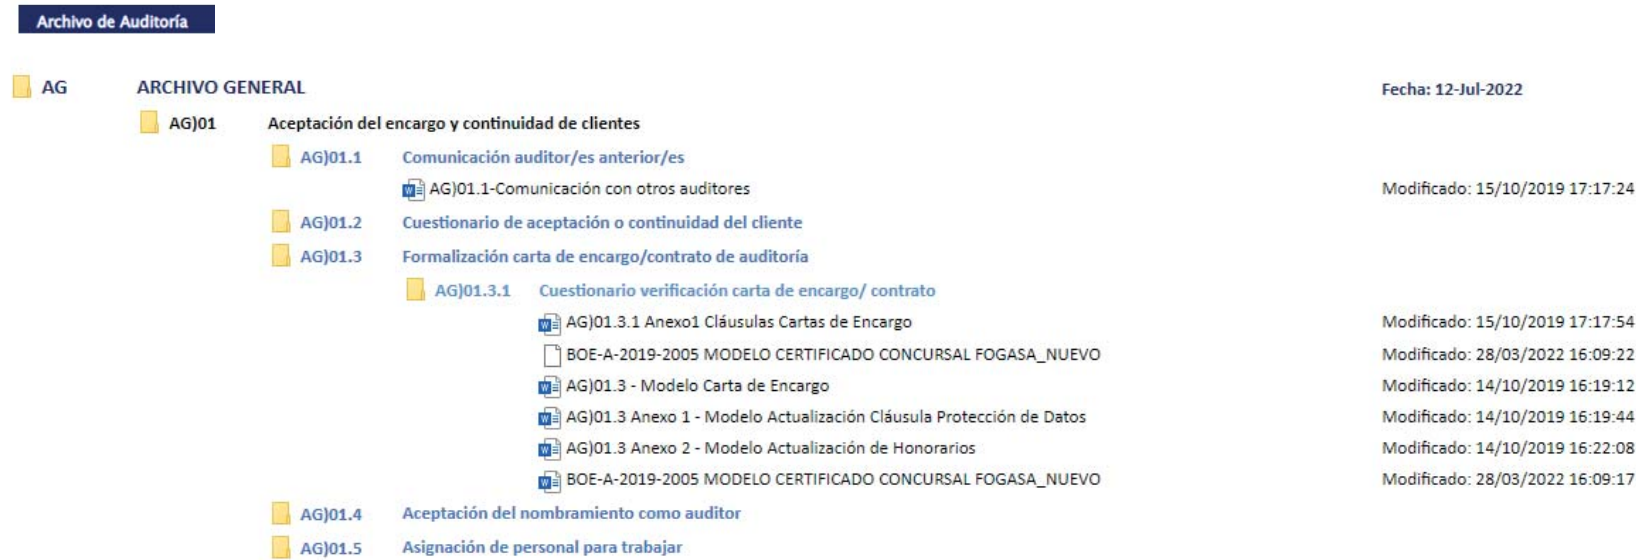 Archivo de Auditoría
AG ARCHIVO GENERAL Fecha: 12-Jul-2022
AG)01 Aceptación del encargo y continuidad de clientes
AG)01.1 Comunicación auditor/es anterior/es
AG)01.1-Comunicación con otros auditores Modificado: 15/10/2019 17:17:24
AG)01.2 Cuestionario de aceptación o continuidad del cliente
AG)01.3 Formalización carta de encargo/contrato de auditoría
AG)01.3.1 Cuestionario verificación carta de encargo/ contrato
AG)01.3.1 Anexo1 Cláusulas Cartas de Encargo Modificado: 15/10/2019 17:17:54
BOE-A-2019-2005 MODELO CERTIFICADO CONCURSAL FOGASA_NUEVO Modificado: 28/03/2022 16:09:22
AG)01.3 - Modelo Carta de Encargo Modificado: 14/10/2019 16:19:12
AG)01.3 Anexo 1 - Modelo Actualización Cláusula Protección de Datos Modificado: 14/10/2019 16:19:44
AG)01.3 Anexo 2 - Modelo Actualización de Honorarios Modificado: 14/10/2019 16:22:08
BOE-A-2019-2005 MODELO CERTIFICADO CONCURSAL FOGASA_NUEVO Modificado: 28/03/2022 16:09:17
AG)01.4 Aceptación del nombramiento como auditor
AG)01.5 Asignación de personal para trabajar